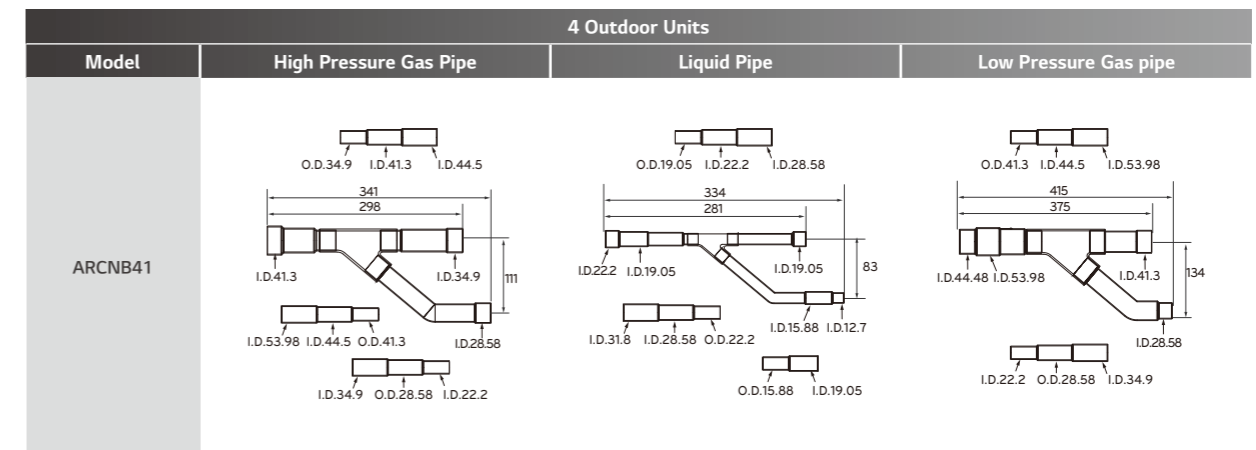 4 Outdoor Units
Model High Pressure Gas Pipe Liquid Pipe Low Pressure Gas pipe
ARCNB41
O.D.34.9 I.D.41.3 I.D.44.5
341
298
I.D.41.3 I.D.34.9
111
I.D.53.98 I.D.44.5 O.D.41.3
I.D.28.58
I.D.34.9 O.D.28.58 I.D.22.2
O.D.19.05 I.D.22.2 I.D.28.58
334
281
I.D.22.2 I.D.19.05 I.D.19.05
83
I.D.15.88 I.D.12.7
I.D.31.8 I.D.28.58 O.D.22.2
O.D.15.88 I.D.19.05
O.D.41.3 I.D.44.5 I.D.53.98
415
375
I.D.44.48 I.D.53.98 I.D.41.3
134
I.D.28.58
I.D.22.2 O.D.28.58 I.D.34.9